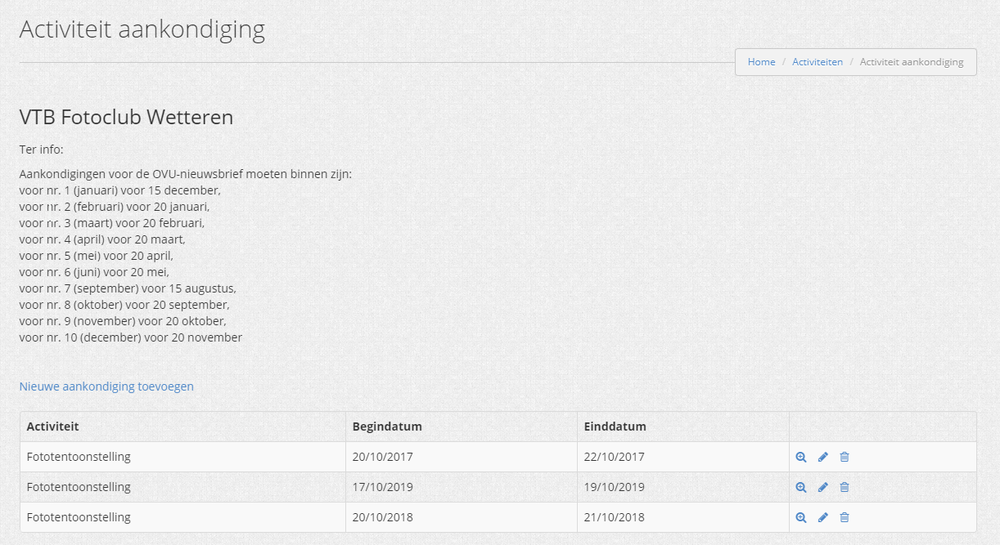 Activiteit aankondiging
Home / Activiteiten / Activiteit aankondiging
VTB Fotoclub Wetteren
Ter info:
Aankondigingen voor de OVU-nieuwsbrief moeten binnen zijn:
voor nr. 1 (januari) voor 15 december,
voor nr. 2 (februari) voor 20 januari,
voor nr. 3 (maart) voor 20 februari,
voor nr. 4 (april) voor 20 maart,
voor nr. 5 (mei) voor 20 april,
voor nr. 6 (juni) voor 20 mei,
voor nr. 7 (september) voor 15 augustus,
voor nr. 8 (oktober) voor 20 september,
voor nr. 9 (november) voor 20 oktober,
voor nr. 10 (december) voor 20 november
Nieuwe aankondiging toevoegen
Activiteit Begindatum Einddatum
Fototentoonstelling 20/10/2017 22/10/2017
Fototentoonstelling 17/10/2019 19/10/2019
Fototentoonstelling 20/10/2018 21/10/2018